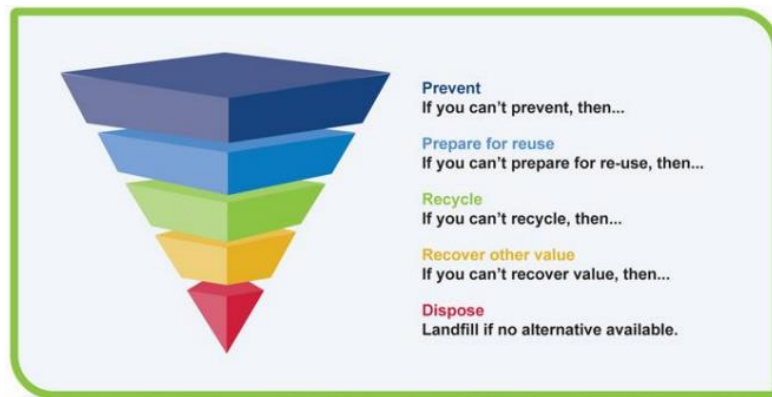 Prevent
If you can’t prevent, then...
Prepare for reuse
If you can’t prepare for re-use, then...
Recycle
If you can’t recycle, then...
Recover other value
If you can’t recover value, then...
Dispose
Landfill if no alternative available.